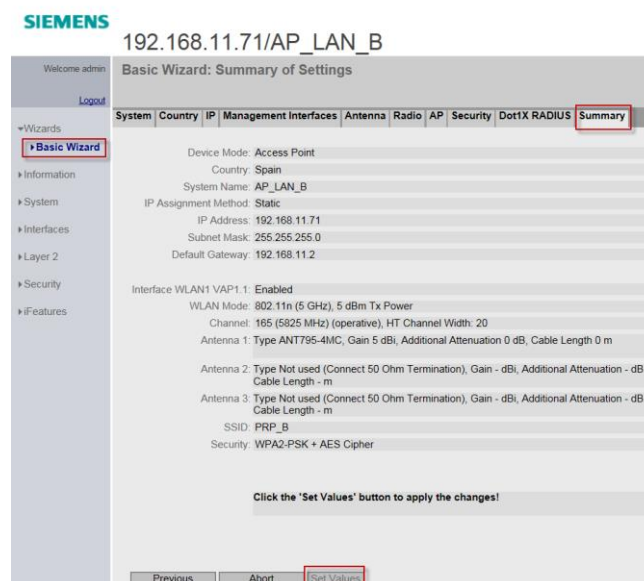 SIEMENS
192.168.11.71/AP_LAN_B
Welcome admin
Basic Wizard: Summary of Settings
Logout
System Country IP Management Interfaces Antenna Radio AP Security Dot1X RADIUS Summary
Wizards
Basic Wizard
Information
System
Interfaces
Layer 2
Security
iFeatures
Device Mode: Access Point
Country: Spain
System Name: AP_LAN_B
IP Assignment Method: Static
IP Address: 192.168.11.71
Subnet Mask: 255.255.255.0
Default Gateway: 192.168.11.2
Interface WLAN1 VAP1.1: Enabled
WLAN Mode: 802.11n (5 GHz), 5 dBm Tx Power
Channel: 165 (5825 MHz) (operative), HT Channel Width: 20
Antenna 1: Type ANT795-4MC, Gain 5 dBi, Additional Attenuation 0 dB, Cable Length 0 m
Antenna 2: Type Not used (Connect 50 Ohm Termination), Gain - dBi, Additional Attenuation - dB
Cable Length - m
Antenna 3: Type Not used (Connect 50 Ohm Termination), Gain - dBi, Additional Attenuation - dB
Cable Length - m
SSID: PRP_B
Security: WPA2-PSK + AES Cipher
Click the 'Set Values' button to apply the changes!
Previous Abort Set Values